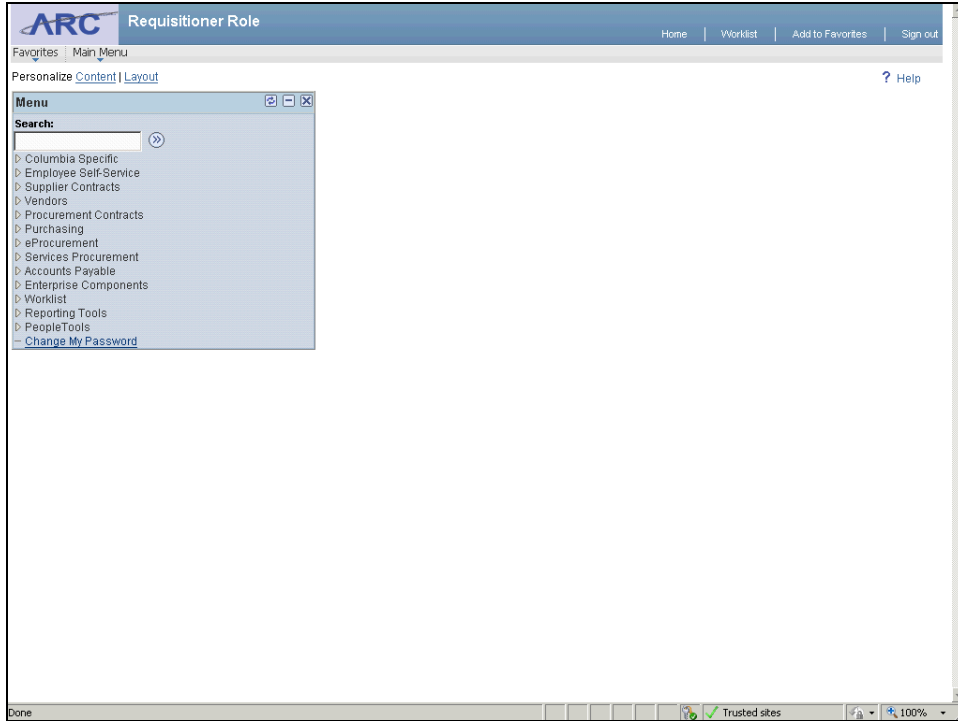 ARC Requisitioner Role
Home | Worklist | Add to Favorites | Sign out
Favorites Main Menu
Personalize Content | Layout
? Help
Menu
Search:
Columbia Specific
Employee Self-Service
Supplier Contracts
Vendors
Procurement Contracts
Purchasing
eProcurement
Services Procurement
Accounts Payable
Enterprise Components
Worklist
Reporting Tools
PeopleTools
Change My Password
Done Trusted sites 100%